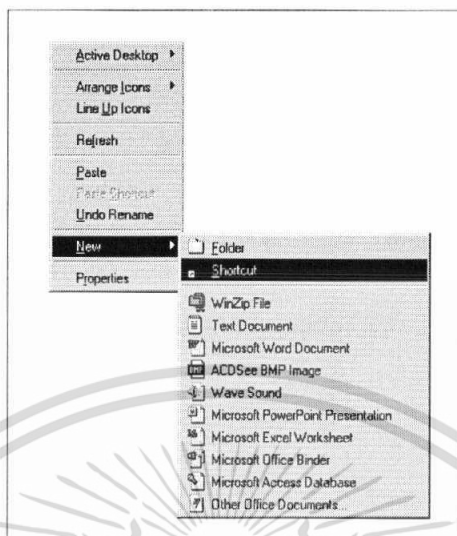 Active Desktop
Arrange Icons
Line Up Icons
Refresh
Paste
Paste Shortcut
Undo Rename
New
Properties
Folder
Shortcut
WinZip File
Text Document
Microsoft Word Document
ACDSee BMP Image
Wave Sound
Microsoft PowerPoint Presentation
Microsoft Excel Worksheet
Microsoft Office Binder
Microsoft Access Database
Other Office Documents